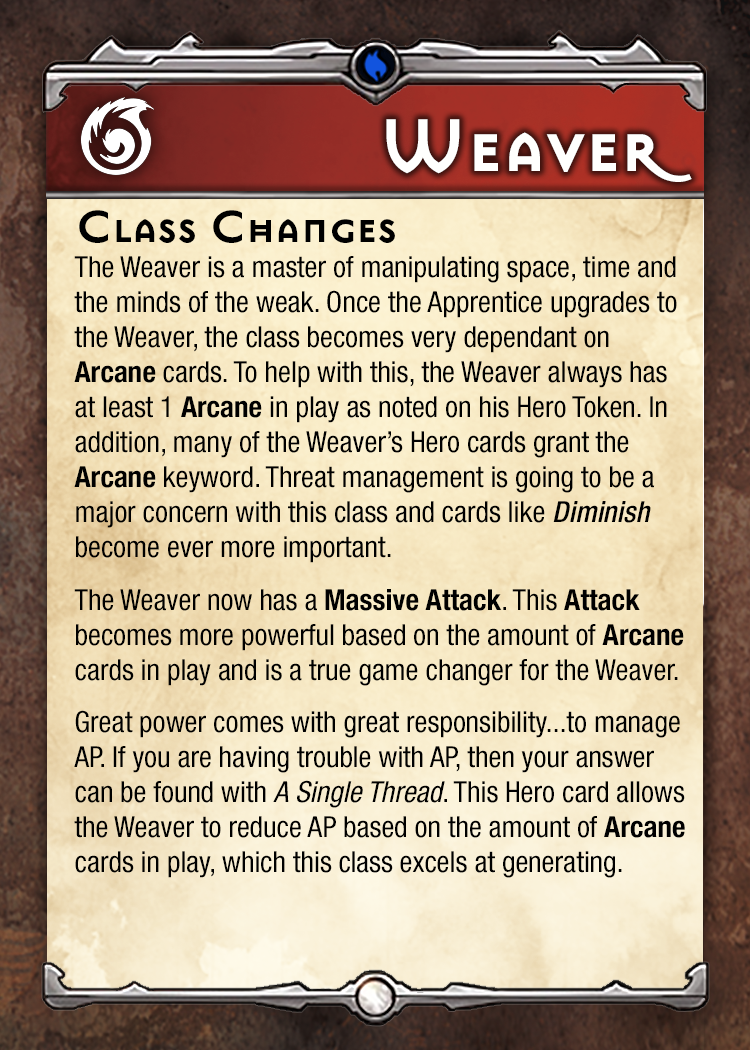 Weaver
Class Changes
The Weaver is a master of manipulating space, time and
the minds of the weak. Once the Apprentice upgrades to
the Weaver, the class becomes very dependant on
Arcane cards. To help with this, the Weaver always has
at least 1 Arcane in play as noted on his Hero Token. In
addition, many of the Weaver’s Hero cards grant the
Arcane keyword. Threat management is going to be a
major concern with this class and cards like Diminish
become ever more important.
The Weaver now has a Massive Attack. This Attack
becomes more powerful based on the amount of Arcane
cards in play and is a true game changer for the Weaver.
Great power comes with great responsibility...to manage
AP. If you are having trouble with AP, then your answer
can be found with A Single Thread. This Hero card allows
the Weaver to reduce AP based on the amount of Arcane
cards in play, which this class excels at generating.